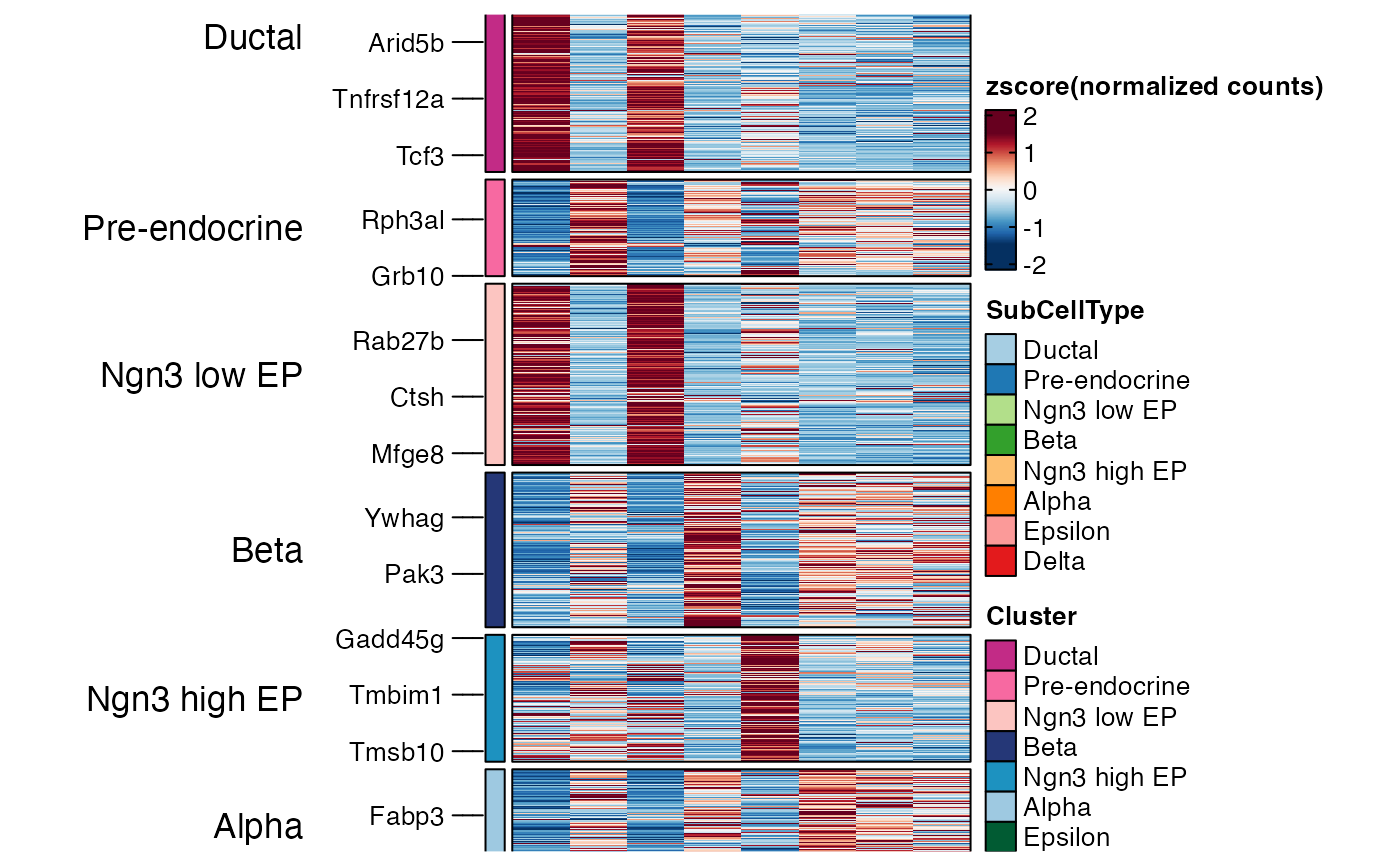 Ductal
Arid5b
Tnfrsf12a
Tcf3
Pre-endocrine
Rph3al
Grb10
Ngn3 low EP
Rab27b
Ctsh
Mfge8
Beta
Ywhag
Pak3
Ngn3 high EP
Gadd45g
Tmbim1
Tmsb10
Alpha
Fabp3
zscore(normalized counts)
2
1
0
-1
-2
SubCellType
Ductal
Pre-endocrine
Ngn3 low EP
Beta
Ngn3 high EP
Alpha
Epsilon
Delta
Cluster
Ductal
Pre-endocrine
Ngn3 low EP
Beta
Ngn3 high EP
Alpha
Epsilon